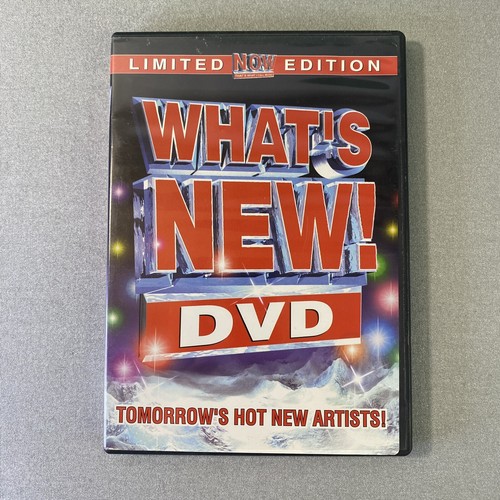 LIMITED NOW EDITION
WHAT'S
NEW!
DVD
TOMORROW'S HOT NEW ARTISTS!